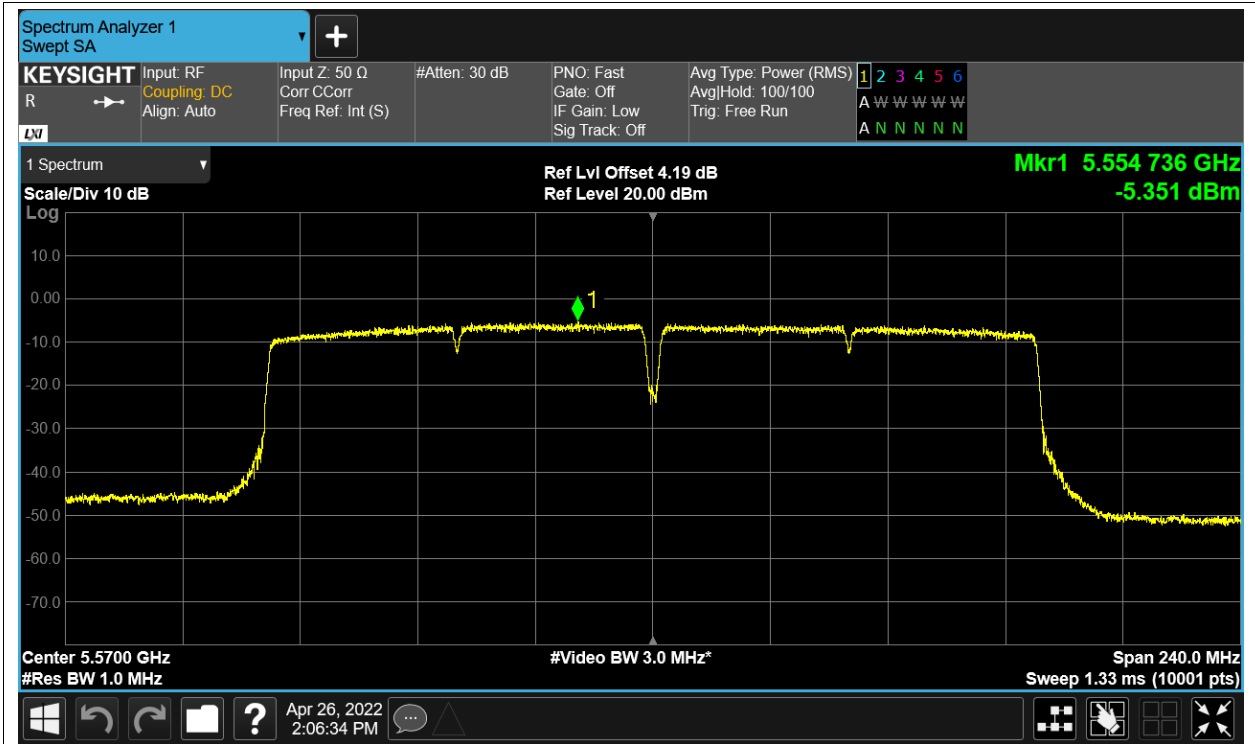 Spectrum Analyzer 1
Swept SA
KEYSIGHT
R
LXI
Input: RF
Coupling: DC
Align: Auto
Input Z: 50 Ω
Corr CCorr
Freq Ref: Int (S)
#Atten: 30 dB
PNO: Fast
Gate: Off
IF Gain: Low
Sig Track: Off
Avg Type: Power (RMS)
Avg|Hold: 100/100
Trig: Free Run
1 2 3 4 5 6
A W W W W W
A N N N N N
1 Spectrum
Scale/Div 10 dB
Log
Ref Lvl Offset 4.19 dB
Ref Level 20.00 dBm
Mkr1 5.554 736 GHz
-5.351 dBm
10.0
0.00
1
-10.0
-20.0
-30.0
-40.0
-50.0
-60.0
-70.0
Center 5.5700 GHz
#Res BW 1.0 MHz
#Video BW 3.0 MHz*
Span 240.0 MHz
Sweep 1.33 ms (10001 pts)
?
Apr 26, 2022
2:06:34 PM